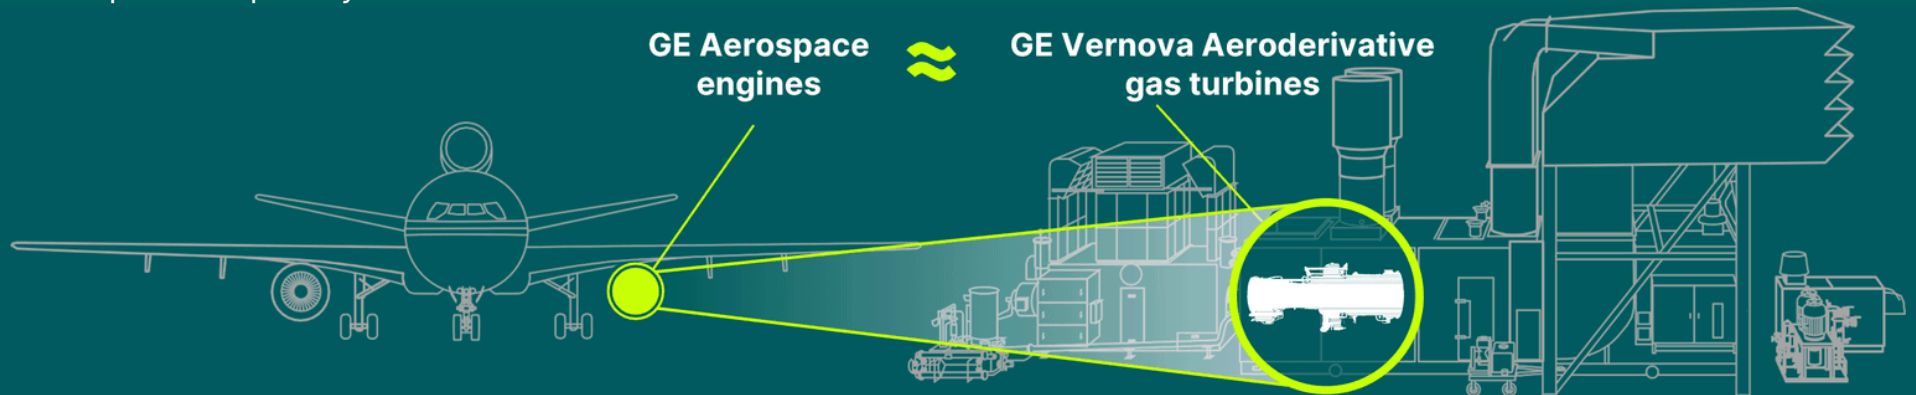 GE Aerospace
engines
≈
GE Vernova Aeroderivative
gas turbines